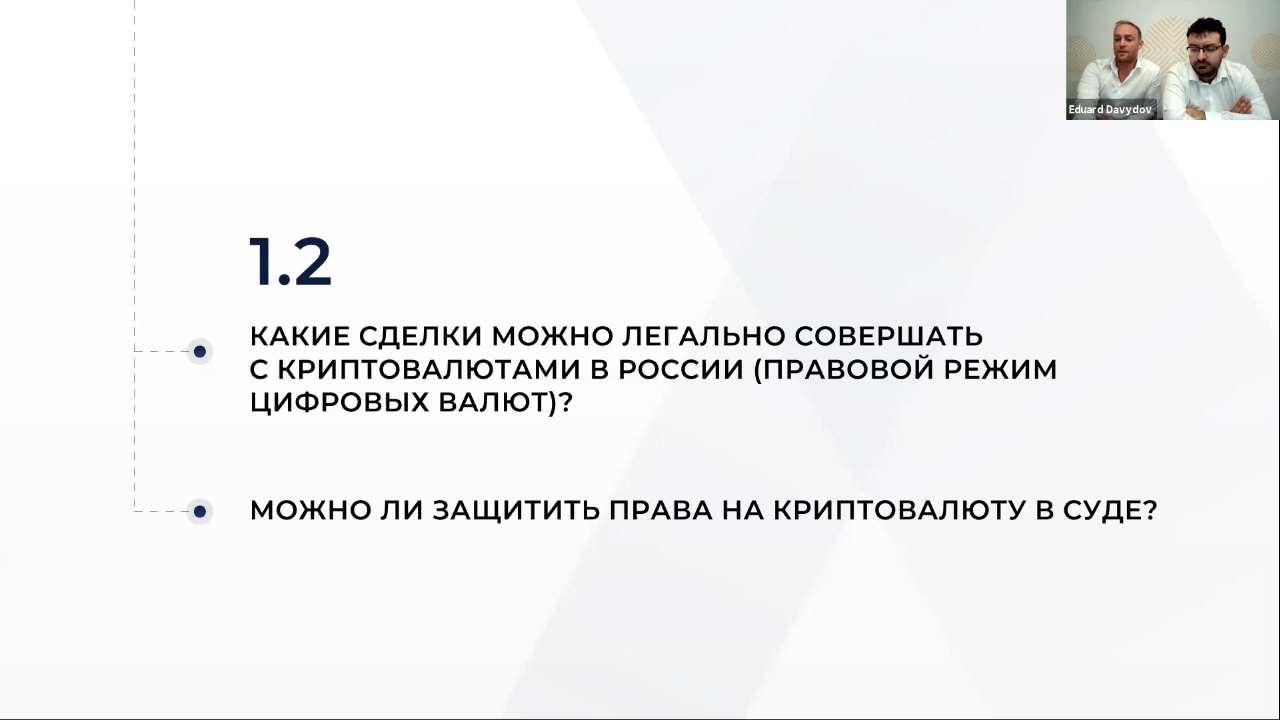 Eduard Davydov
1.2
КАКИЕ СДЕЛКИ МОЖНО ЛЕГАЛЬНО СОВЕРШАТЬ
С КРИПТОВАЛЮТАМИ В РОССИИ (ПРАВОВОЙ РЕЖИМ
ЦИФРОВЫХ ВАЛЮТ)?
МОЖНО ЛИ ЗАЩИТИТЬ ПРАВА НА КРИПТОВАЛЮТУ В СУДЕ?